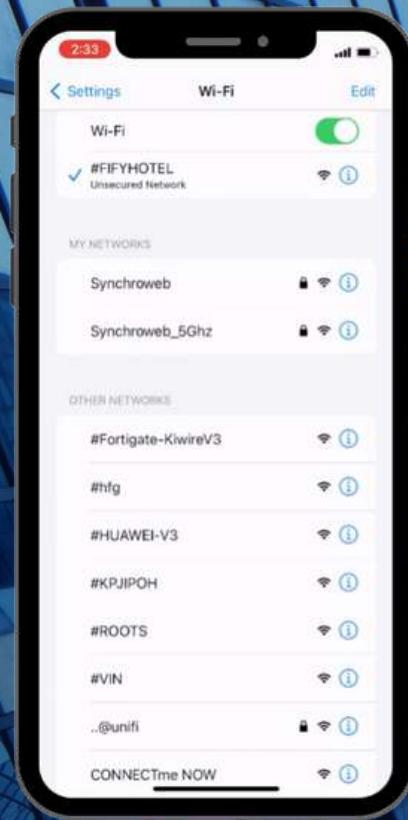 2:33
Settings Wi-Fi Edit
Wi-Fi
#FIFYHOTEL
Unsecured Network
MY NETWORKS
Synchroweb
Synchroweb_5Ghz
OTHER NETWORKS
#Fortigate-KiwireV3
#hfg
#HUAWEI-V3
#KPJIPOH
#ROOTS
#VIN
..@unifi
CONNECTme NOW